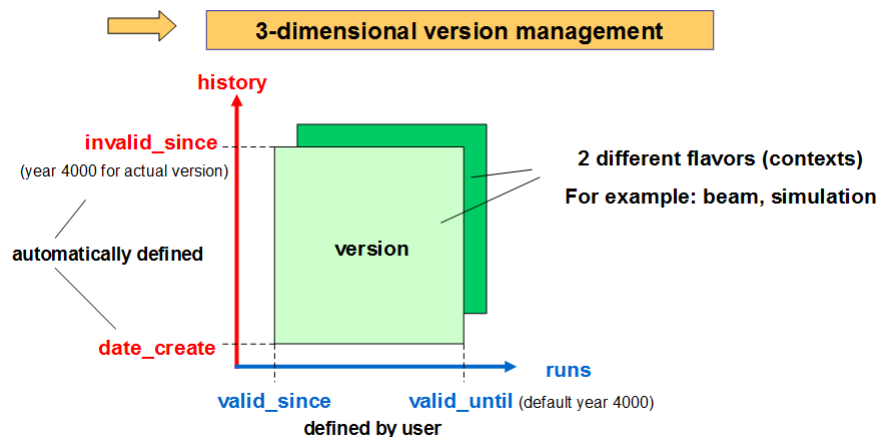 3-dimensional version management
history
invalid_since
(year 4000 for actual version)
2 different flavors (contexts)
For example: beam, simulation
automatically defined
version
date_create
runs
valid_since
valid_until (default year 4000)
defined by user